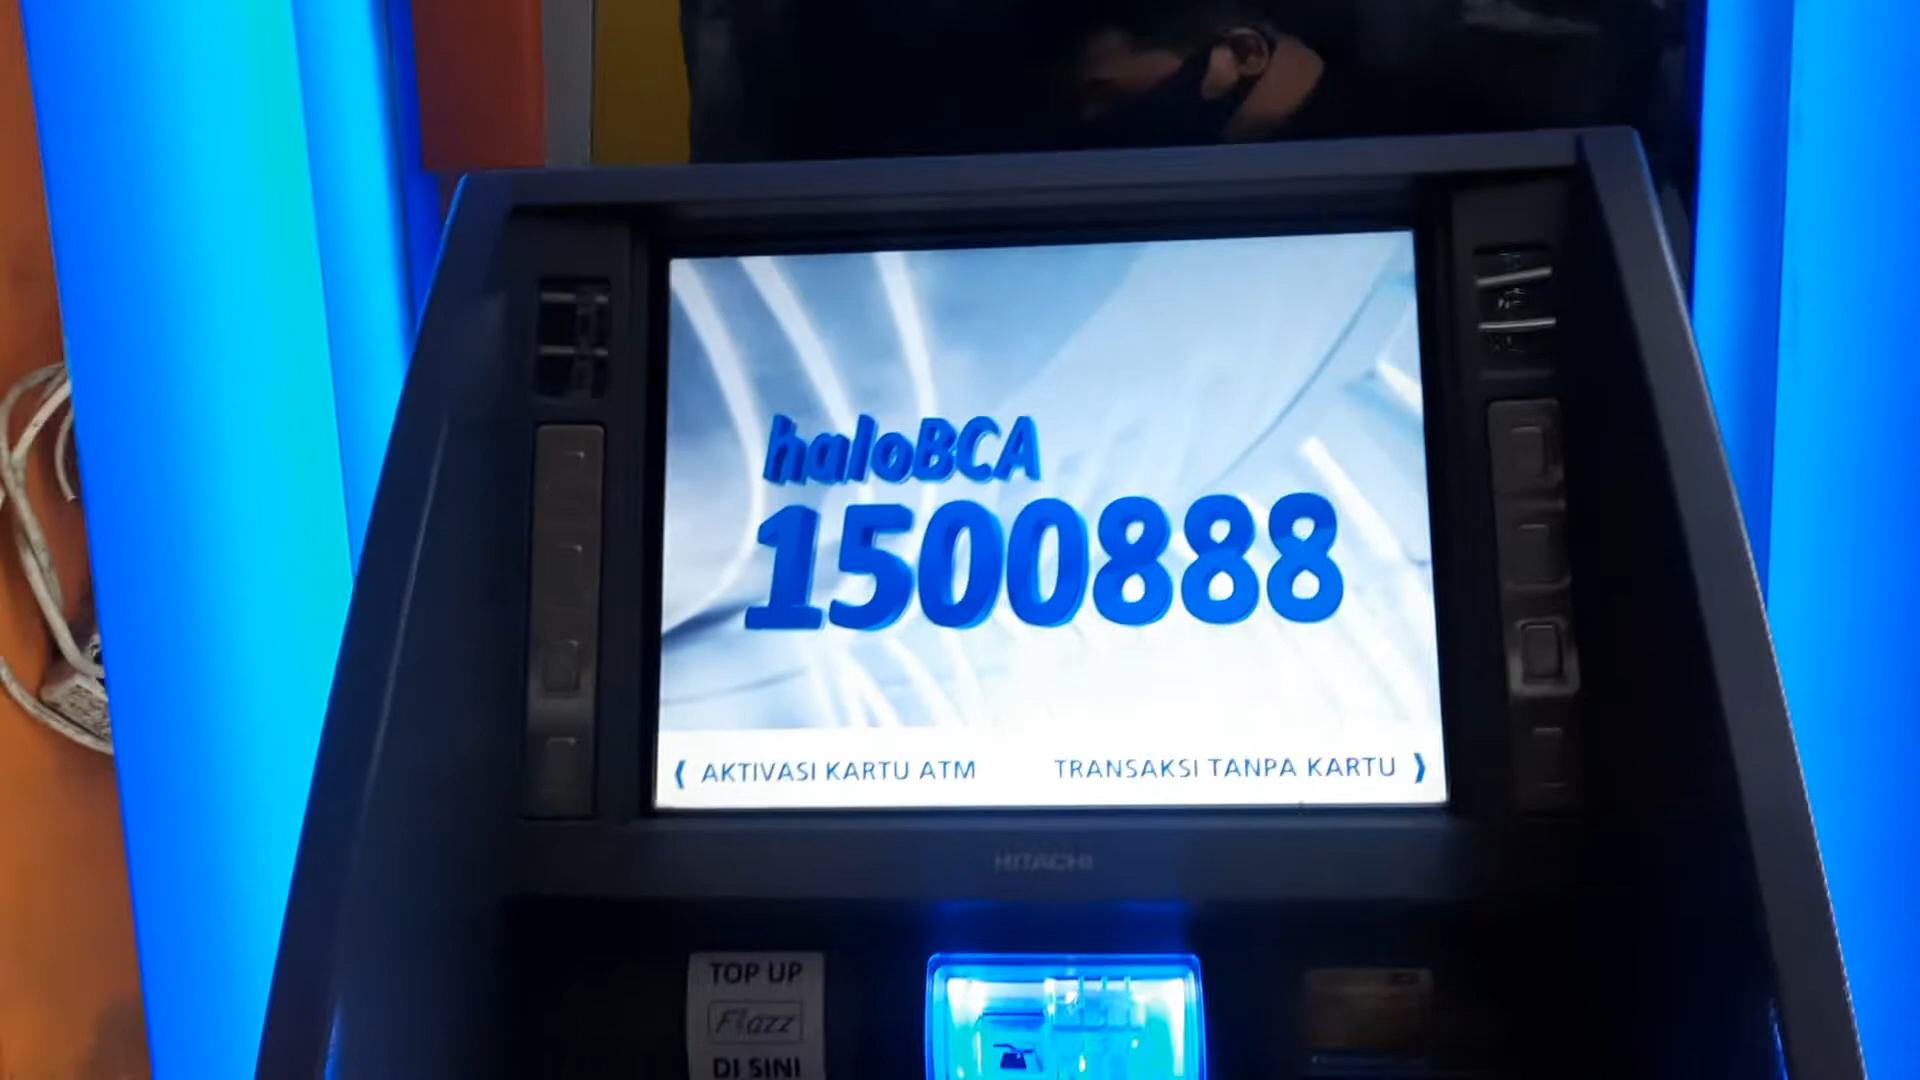 haloBCA
1500888
AKTIVASI KARTU ATM
TRANSAKSI TANPA KARTU
HITACHI
TOP UP
Flazz
DI SINI